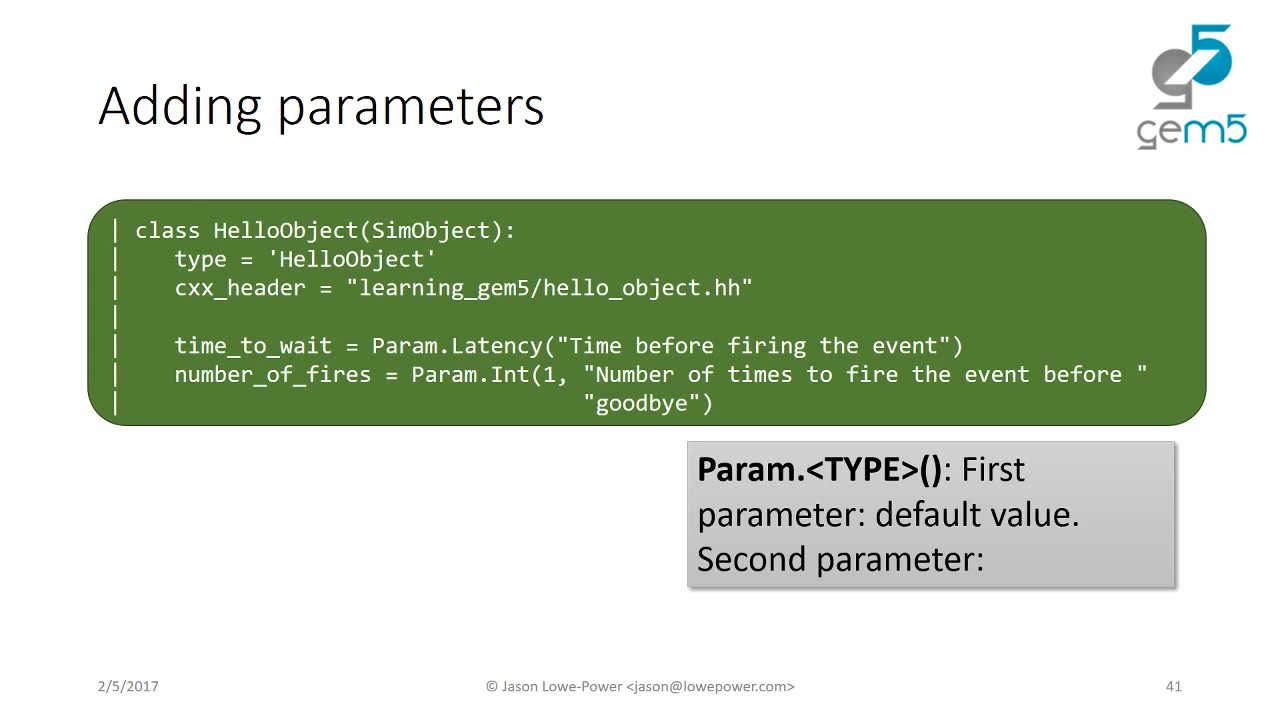 Adding parameters
gem5
| class HelloObject(SimObject):
|    type = 'HelloObject'
|    cxx_header = "learning_gem5/hello_object.hh"
|
|    time_to_wait = Param.Latency("Time before firing the event")
|    number_of_fires = Param.Int(1, "Number of times to fire the event before "
|                                   "goodbye")
Param.<TYPE>(): First
parameter: default value.
Second parameter:
2/5/2017
© Jason Lowe-Power <jason@lowepower.com>
41